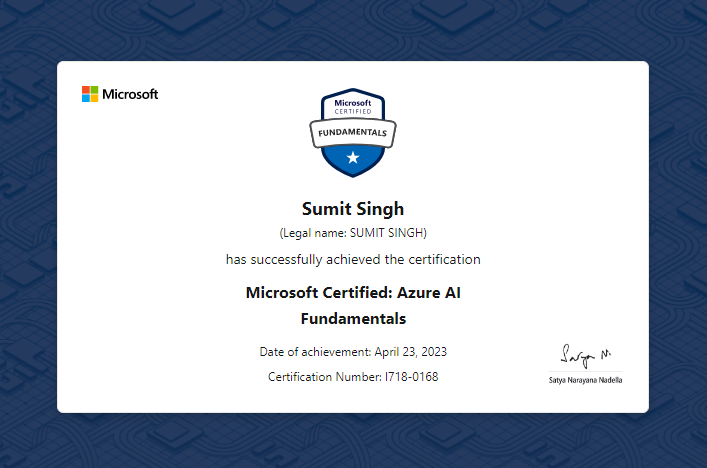 Microsoft
Microsoft
CERTIFIED
FUNDAMENTALS
Sumit Singh
(Legal name: SUMIT SINGH)
has successfully achieved the certification
Microsoft Certified: Azure AI
Fundamentals
Date of achievement: April 23, 2023
Certification Number: I718-0168
Satya N.
Satya Narayana Nadella